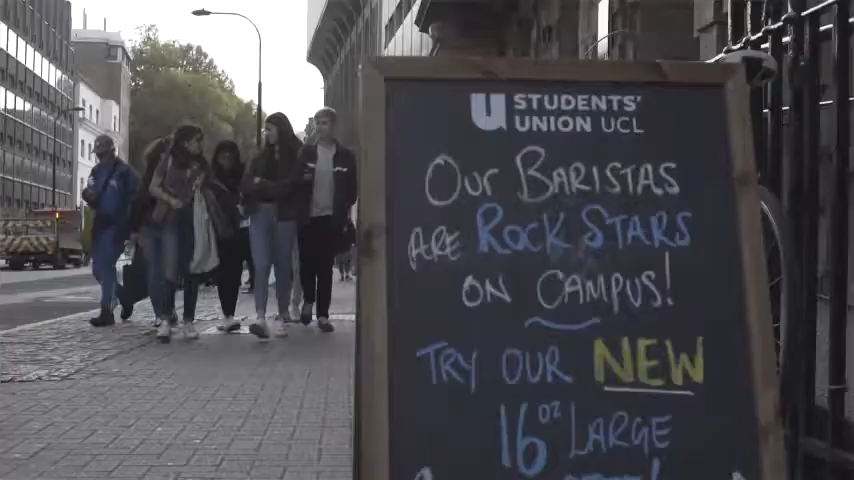 STUDENTS'
UNION UCL
OUR BARISTAS
ARE ROCK STARS
ON CAMPUS!
TRY OUR NEW
16oz LARGE